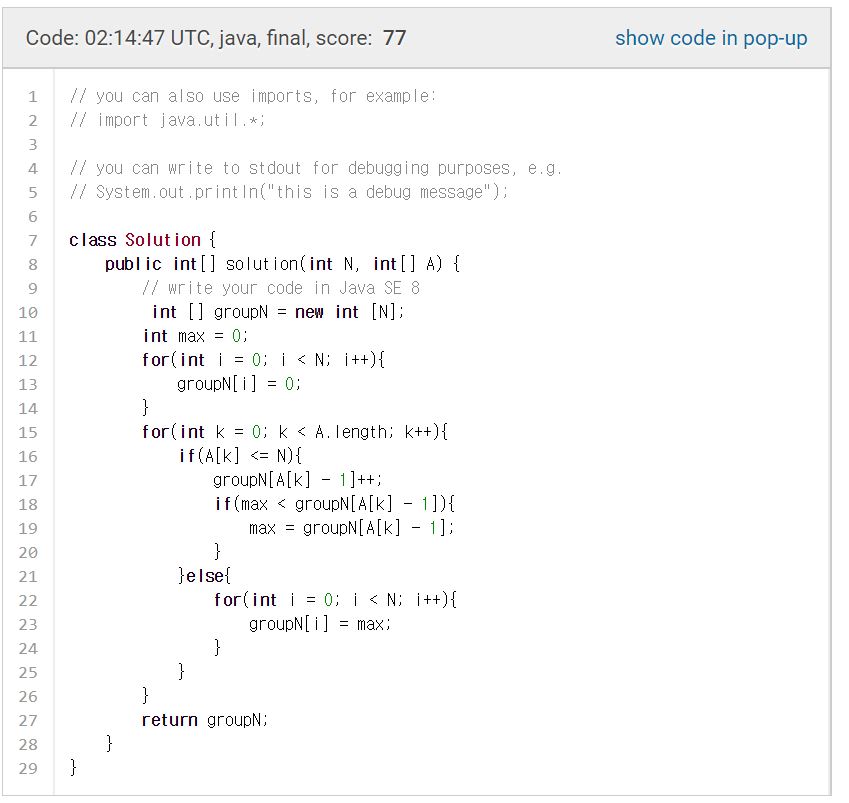 Code: 02:14:47 UTC, java, final, score: 77
show code in pop-up
1 // you can also use imports, for example:
2 // import java.util.*;
3
4 // you can write to stdout for debugging purposes, e.g.
5 // System.out.println("this is a debug message");
6
7 class Solution {
8 public int[] solution(int N, int[] A) {
9 // write your code in Java SE 8
10 int [] groupN = new int [N];
11 int max = 0;
12 for(int i = 0; i < N; i++){
13 groupN[i] = 0;
14 }
15 for(int k = 0; k < A.length; k++){
16 if(A[k] <= N){
17 groupN[A[k] - 1]++;
18 if(max < groupN[A[k] - 1]){
19 max = groupN[A[k] - 1];
20 }
21 }else{
22 for(int i = 0; i < N; i++){
23 groupN[i] = max;
24 }
25 }
26 }
27 return groupN;
28 }
29 }